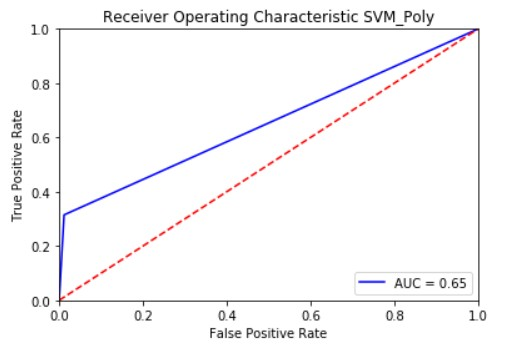 Receiver Operating Characteristic SVM_Poly
True Positive Rate
1.0
0.8
0.6
0.4
0.2
0.0
AUC = 0.65
0.0 0.2 0.4 0.6 0.8 1.0
False Positive Rate